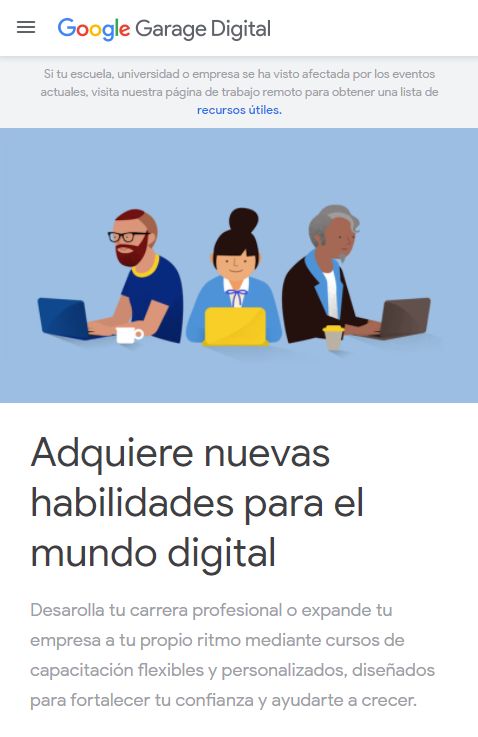 Google Garage Digital
Si tu escuela, universidad o empresa se ha visto afectada por los eventos
actuales, visita nuestra página de trabajo remoto para obtener una lista de
recursos útiles.
Adquiere nuevas
habilidades para el
mundo digital
Desarolla tu carrera profesional o expande tu
empresa a tu propio ritmo mediante cursos de
capacitación flexibles y personalizados, diseñados
para fortalecer tu confianza y ayudarte a crecer.